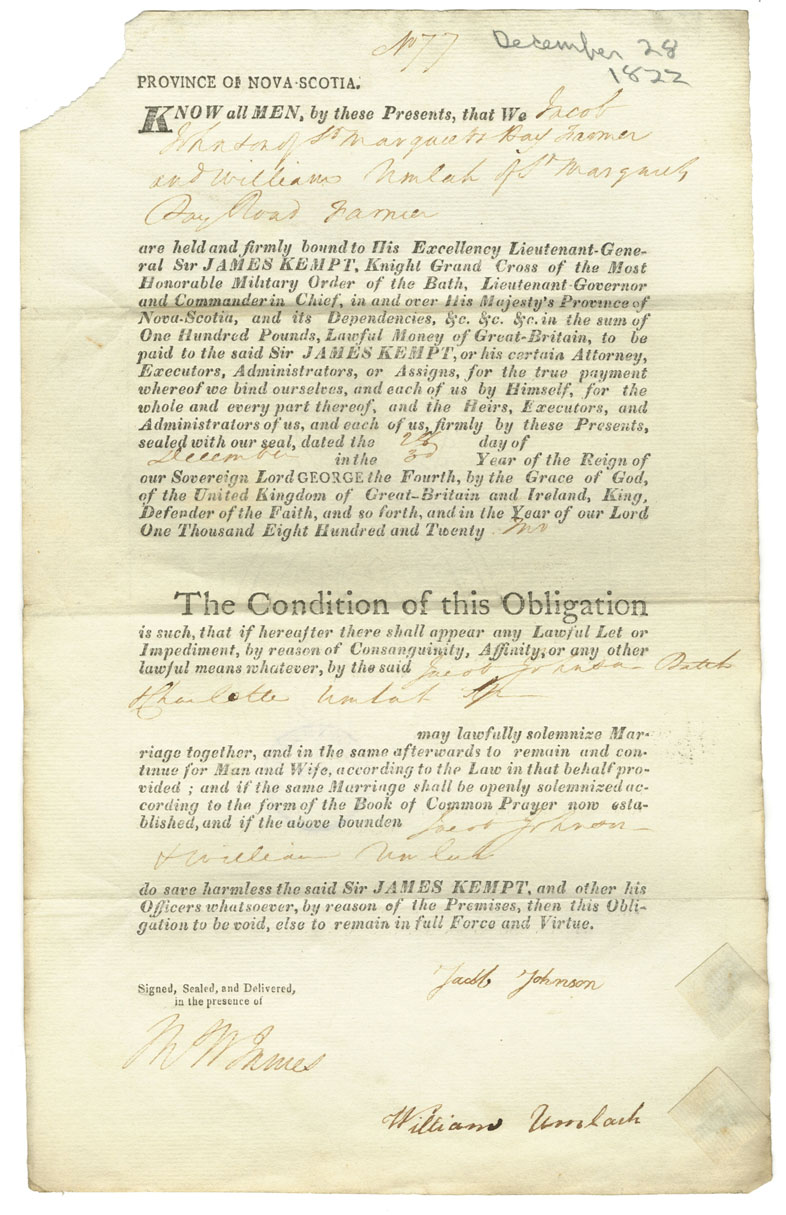 No 77
December 28
1822
PROVINCE OF NOVA-SCOTIA.
KNOW all MEN, by these Presents, that We Jacob
Johnson of St Margarets Bay Farmer
and William Umlah of St Margarets
Bay Road Farmer
are held and firmly bound to His Excellency Lieutenant-Gene-
ral Sir JAMES KEMPT, Knight Grand Cross of the Most
Honorable Military Order of the Bath, Lieutenant-Governor
and Commander in Chief, in and over His Majesty's Province of
Nova-Scotia, and its Dependencies, &c. &c. &c. in the sum of
One Hundred Pounds, Lawful Money of Great-Britain, to be
paid to the said Sir JAMES KEMPT, or his certain Attorney,
Executors, Administrators, or Assigns, for the true payment
whereof we bind ourselves, and each of us by Himself, for the
whole and every part thereof, and the Heirs, Executors, and
Administrators of us, and each of us, firmly by these Presents,
sealed with our seal, dated the 28th day of
December in the 3d Year of the Reign of
our Sovereign Lord GEORGE the Fourth, by the Grace of God,
of the United Kingdom of Great-Britain and Ireland, King,
Defender of the Faith, and so forth, and in the Year of our Lord
One Thousand Eight Hundred and Twenty Two
The Condition of this Obligation
is such, that if hereafter there shall appear any Lawful Let or
Impediment, by reason of Consanguinity, Affinity, or any other
lawful means whatever, by the said Jacob Johnson Batch
& Charlotte Umlah Spr
may lawfully solemnize Mar-
riage together, and in the same afterwards to remain and con-
tinue for Man and Wife, according to the Law in that behalf pro-
vided ; and if the same Marriage shall be openly solemnized ac-
cording to the form of the Book of Common Prayer now esta-
blished, and if the above bounden Jacob Johnson
& William Umlah
do save harmless the said Sir JAMES KEMPT, and other his
Officers whatsoever, by reason of the Premises, then this Obli-
gation to be void, else to remain in full Force and Virtue.
Signed, Sealed, and Delivered,
in the presence of
Jacob Johnson
James
William Umlach